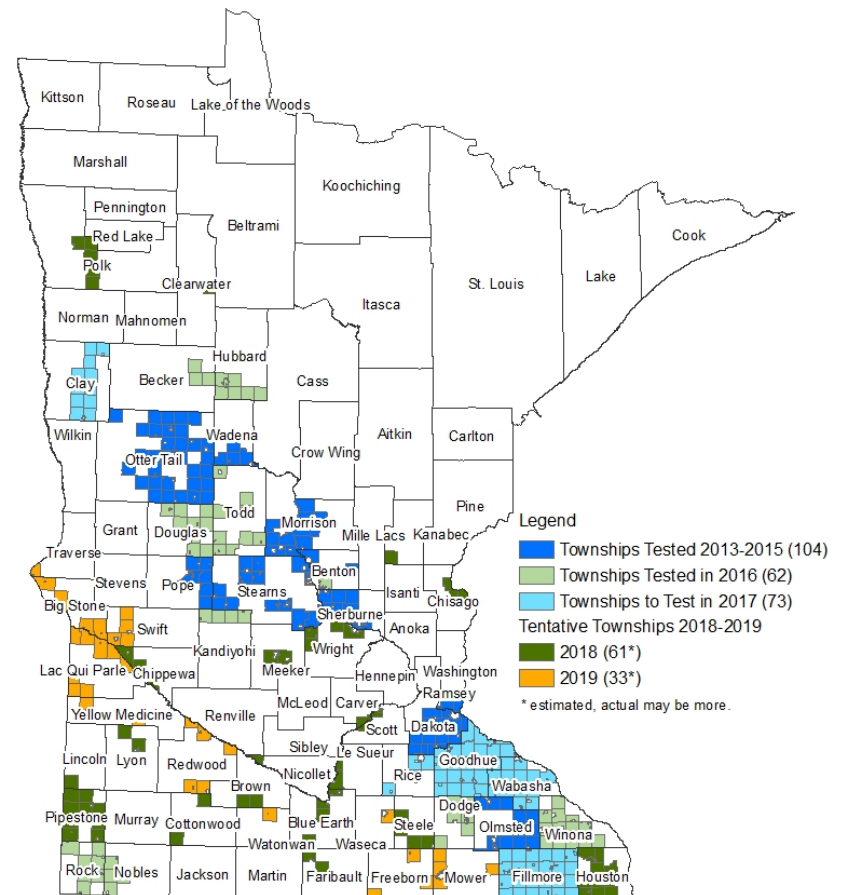 Kittson
Roseau
Lake of the Woods
Marshall
Koochiching
Pennington
Red Lake
Beltrami
Cook
Polk
Clearwater
St. Louis
Lake
Itasca
Norman
Mahnomen
Hubbard
Clay
Becker
Cass
Wilkin
Wadena
Aitkin
Carlton
Otter Tail
Crow Wing
Pine
Todd
Morrison
Grant
Douglas
Mille Lacs
Kanabec
Traverse
Stevens
Pope
Stearns
Benton
Isanti
Chisago
Big Stone
Sherburne
Swift
Anoka
Kandiyohi
Wright
Lac Qui Parle
Chippewa
Meeker
Hennepin
Washington
Ramsey
McLeod
Carver
Yellow Medicine
Renville
Scott
Dakota
Lincoln
Lyon
Redwood
Sibley
Le Sueur
Goodhue
Nicollet
Rice
Brown
Wabasha
Pipestone
Murray
Cottonwood
Blue Earth
Steele
Dodge
Olmsted
Winona
Watonwan
Waseca
Rock
Nobles
Jackson
Martin
Faribault
Freeborn
Mower
Fillmore
Houston
Legend
Townships Tested 2013-2015 (104)
Townships Tested in 2016 (62)
Townships to Test in 2017 (73)
Tentative Townships 2018-2019
2018 (61*)
2019 (33*)
* estimated, actual may be more.